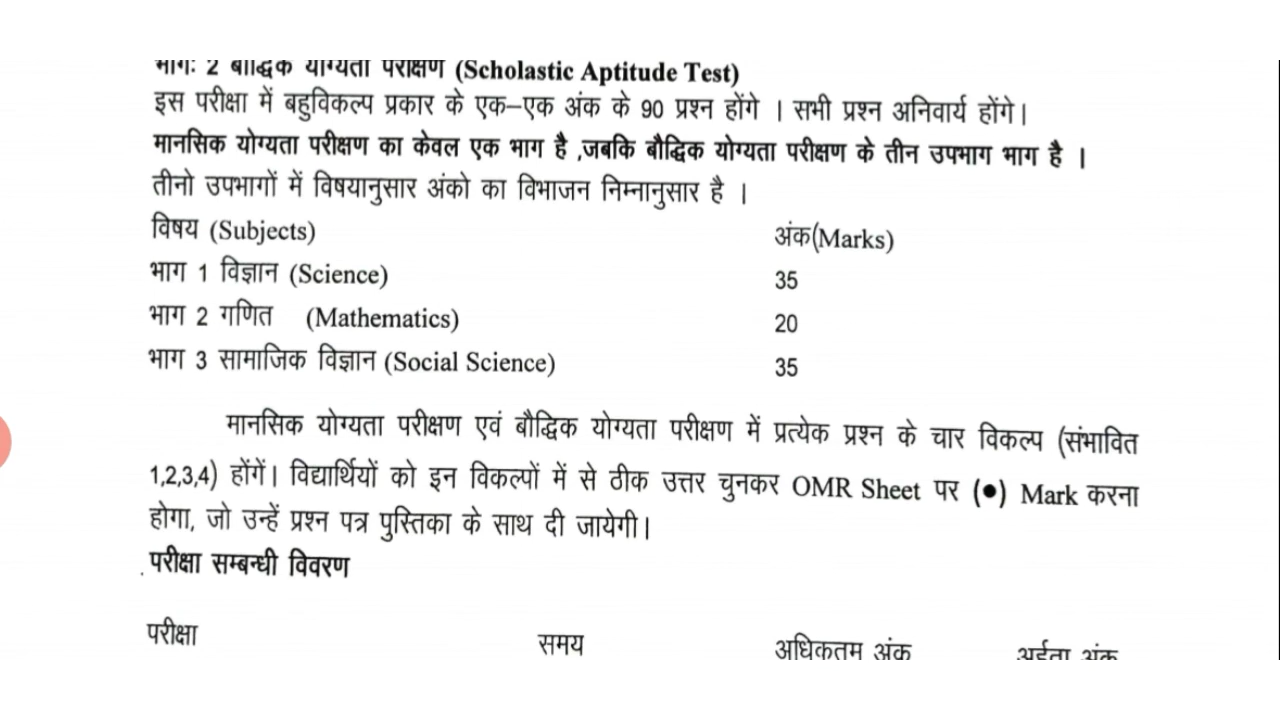 भागः 2 बौद्धिक योग्यता परीक्षण (Scholastic Aptitude Test)
इस परीक्षा में बहुविकल्प प्रकार के एक–एक अंक के 90 प्रश्न होंगे । सभी प्रश्न अनिवार्य होंगे।
मानसिक योग्यता परीक्षण का केवल एक भाग है ,जबकि बौद्धिक योग्यता परीक्षण के तीन उपभाग भाग है ।
तीनो उपभागों में विषयानुसार अंको का विभाजन निम्नानुसार है ।
विषय (Subjects) अंक(Marks)
भाग 1 विज्ञान (Science) 35
भाग 2 गणित (Mathematics) 20
भाग 3 सामाजिक विज्ञान (Social Science) 35
मानसिक योग्यता परीक्षण एवं बौद्धिक योग्यता परीक्षण में प्रत्येक प्रश्न के चार विकल्प (संभावित
1,2,3,4) होंगें। विद्यार्थियों को इन विकल्पों में से ठीक उत्तर चुनकर OMR Sheet पर (●) Mark करना
होगा, जो उन्हें प्रश्न पत्र पुस्तिका के साथ दी जायेगी।
परीक्षा सम्बन्धी विवरण
परीक्षा समय अधिकतम अंक अर्हता अंक